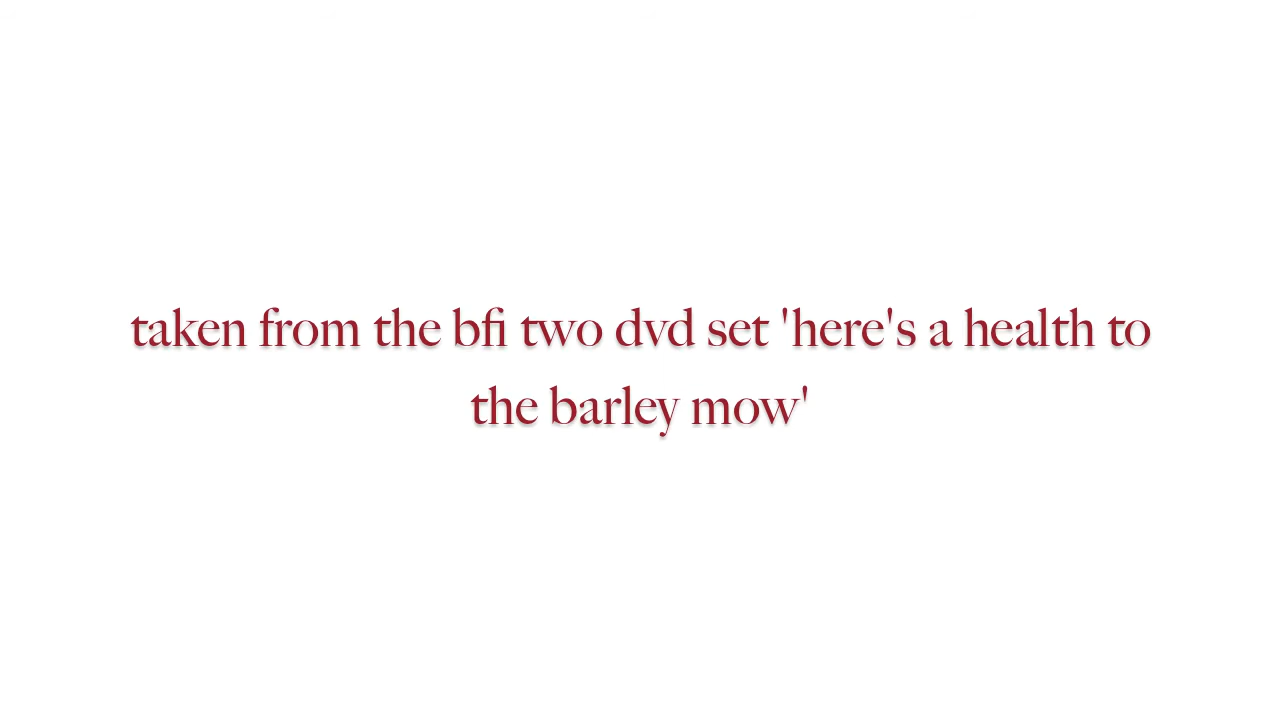 taken from the bfi two dvd set 'here's a health to
the barley mow'